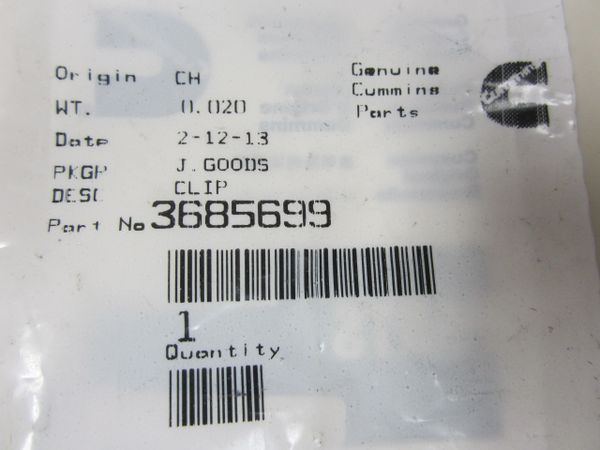 Origin CH
WT. 0.020
Date 2-12-13
PKGP J.GOODS
DESC CLIP
Part No 3685699
Genuine
Cummins
Parts
1
Quantity